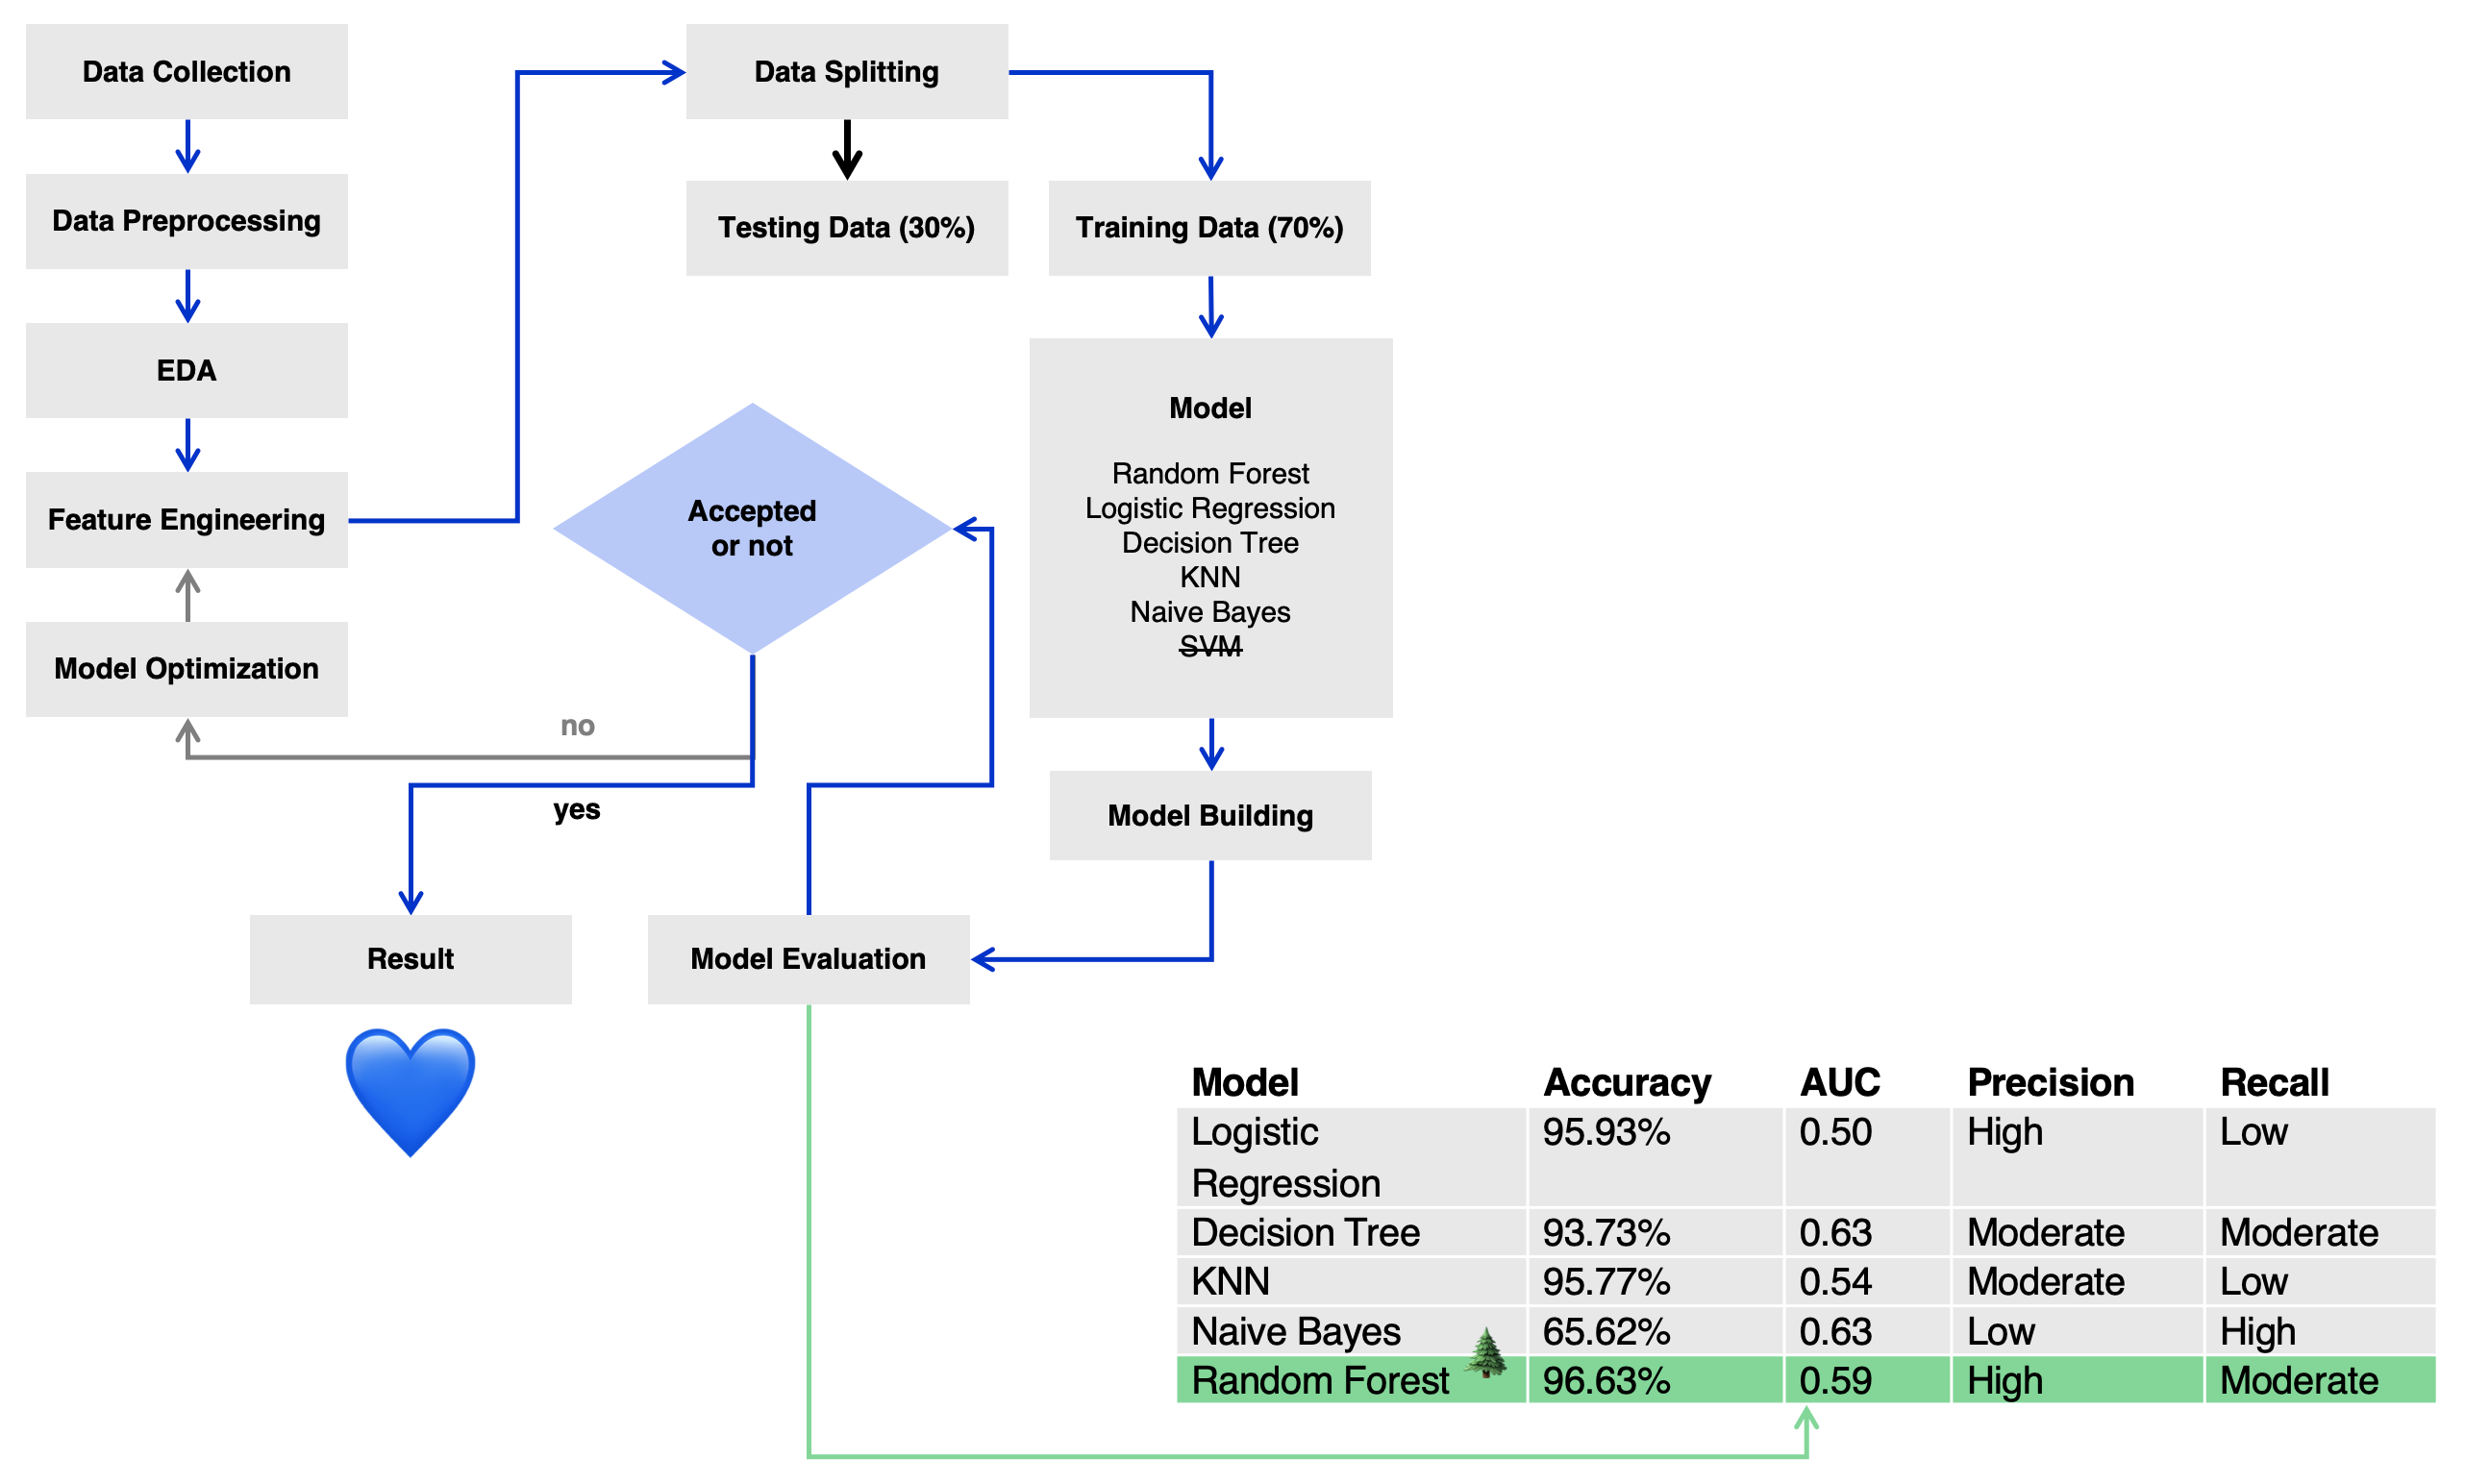 Data Collection
Data Preprocessing
EDA
Feature Engineering
Model Optimization
Data Splitting
Testing Data (30%)
Training Data (70%)
Model
Random Forest
Logistic Regression
Decision Tree
KNN
Naive Bayes
SVM
Model Building
Accepted
or not
no
yes
Result
Model Evaluation
Model Accuracy AUC Precision Recall
Logistic 95.93% 0.50 High Low
Regression
Decision Tree 93.73% 0.63 Moderate Moderate
KNN 95.77% 0.54 Moderate Low
Naive Bayes 65.62% 0.63 Low High
Random Forest 96.63% 0.59 High Moderate